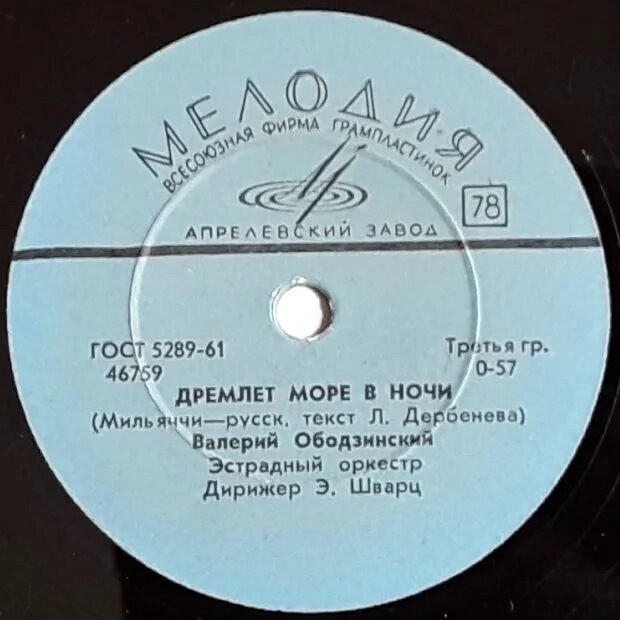 МЕЛОДИЯ
ВСЕСОЮЗНАЯ ФИРМА ГРАМПЛАСТИНОК
78
АПРЕЛЕВСКИЙ ЗАВОД
ГОСТ 5289-61 Третья гр.
46759 0-57
ДРЕМЛЕТ МОРЕ В НОЧИ
(Мильяччи—русск. текст Л. Дербенева)
Валерий Ободзинский
Эстрадный оркестр
Дирижер Э. Шварц